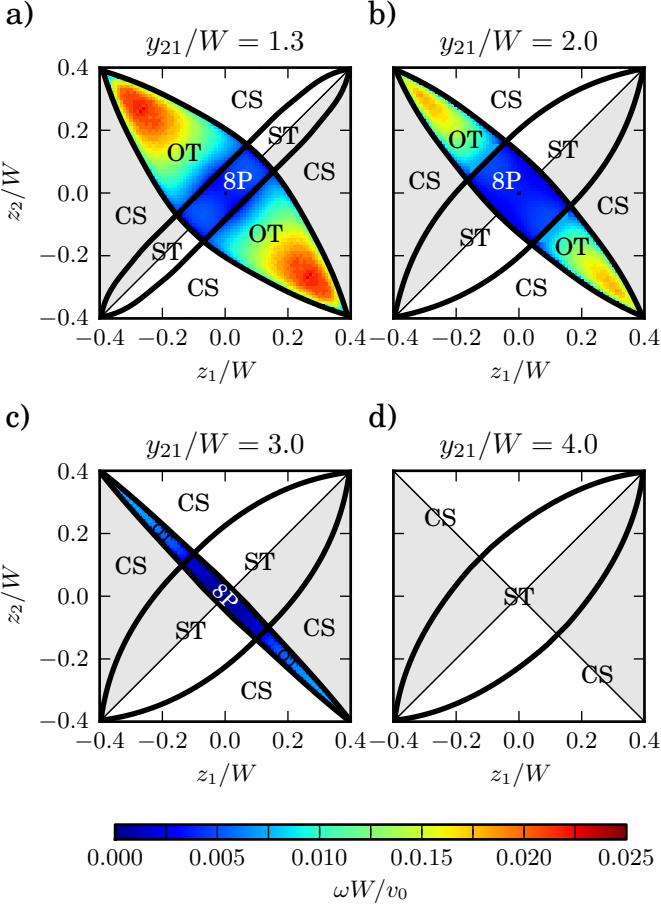 a)
y₂₁/W = 1.3
b)
y₂₁/W = 2.0
0.4
0.2
0.0
−0.2
−0.4
z₂/W
CS
ST
OT
8P
CS
CS
OT
ST
CS
−0.4
−0.2
0.0
0.2
0.4
z₁/W
0.4
0.2
0.0
−0.2
−0.4
CS
OT
ST
8P
CS
CS
ST
OT
CS
−0.4
−0.2
0.0
0.2
0.4
z₁/W
c)
y₂₁/W = 3.0
d)
y₂₁/W = 4.0
0.4
0.2
0.0
−0.2
−0.4
z₂/W
CS
OT
CS
ST
8P
ST
CS
OT
CS
−0.4
−0.2
0.0
0.2
0.4
z₁/W
0.4
0.2
0.0
−0.2
−0.4
CS
ST
CS
−0.4
−0.2
0.0
0.2
0.4
z₁/W
0.000
0.005
0.010
0.015
0.020
0.025
ωW/v₀